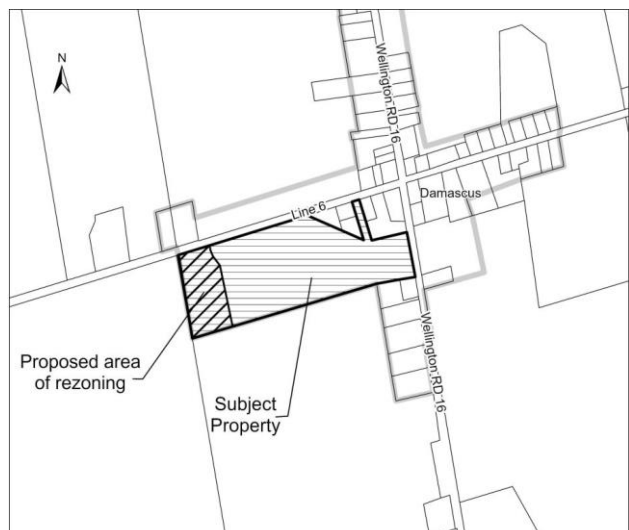 N
Wellington RD 16
Damascus
Line 6
Wellington RD 16
Proposed area
of rezoning
Subject
Property